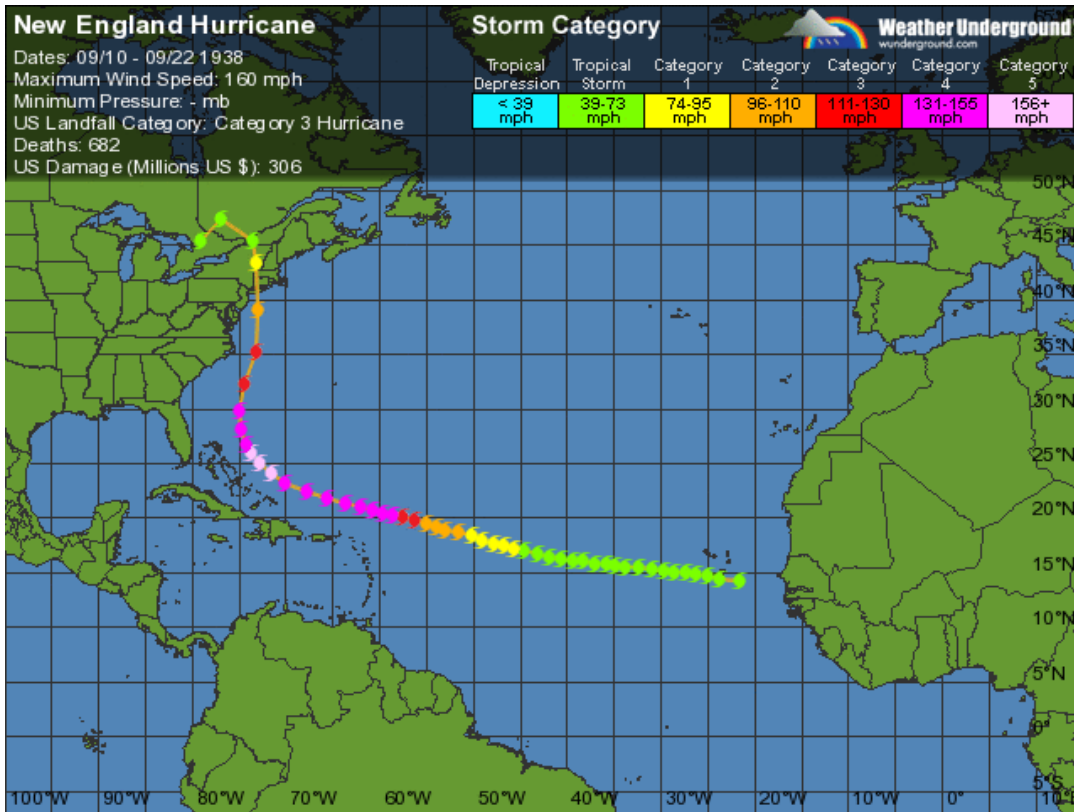 New England Hurricane
Dates: 09/10 - 09/22 1938
Maximum Wind Speed: 160 mph
Minimum Pressure: - mb
US Landfall Category: Category 3 Hurricane
Deaths: 682
US Damage (Millions US $): 306
Storm Category
Weather Underground
wunderground.com
Tropical Depression
Tropical Storm
Category 1
Category 2
Category 3
Category 4
Category 5
< 39 mph
39-73 mph
74-95 mph
96-110 mph
111-130 mph
131-155 mph
156+ mph
50°N
45°N
40°N
35°N
30°N
25°N
20°N
15°N
10°N
5°N
0°
5°S
100°W 90°W 80°W 70°W 60°W 50°W 40°W 30°W 20°W 10°W 0°